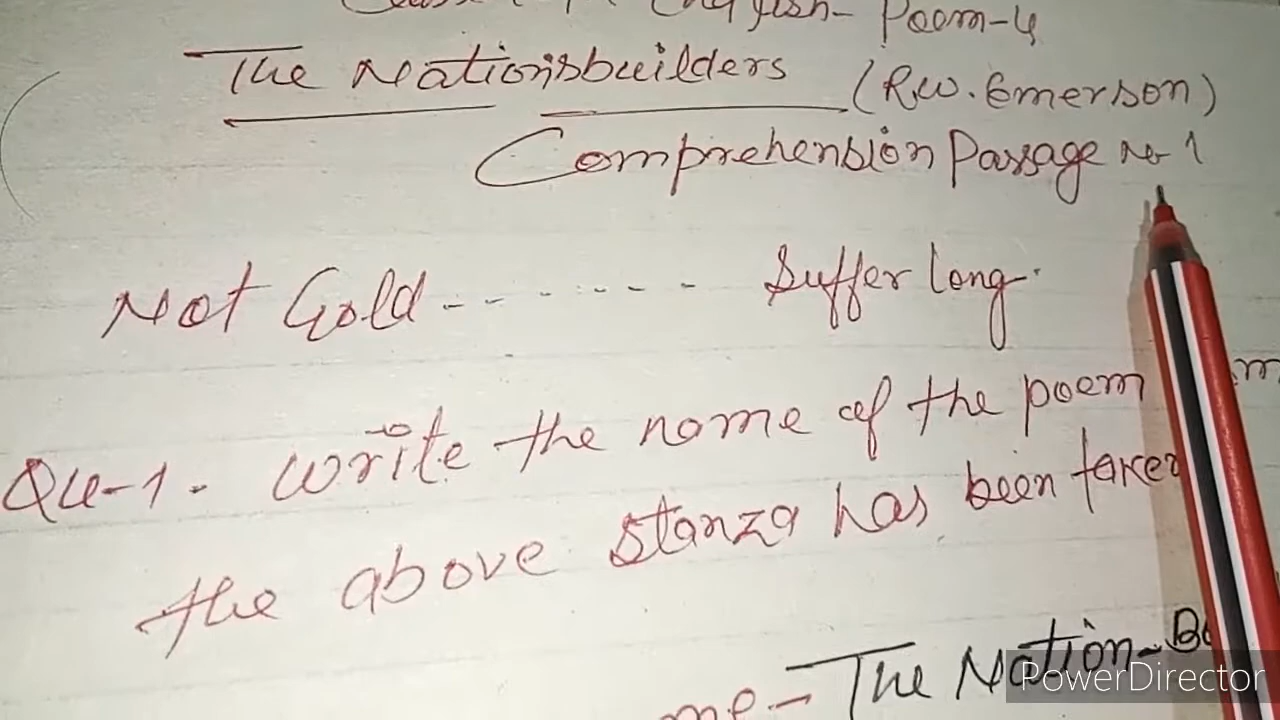 English- Poem-4
The Nationsbuilders (R.W. Emerson)
Comprehension Passage No 1
Not Gold - - - - - - - Suffer long.
Qu-1. Write the name of the poem
the above stanza has been taken
The Nation-
PowerDirector